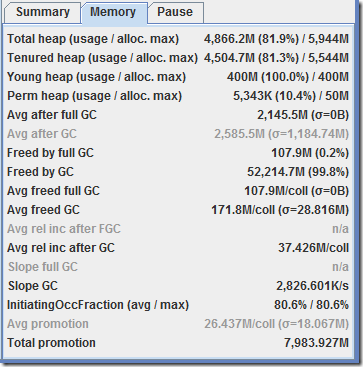 Summary Memory Pause
Total heap (usage / alloc. max) 4,866.2M (81.9%) / 5,944M
Tenured heap (usage / alloc. max) 4,504.7M (81.3%) / 5,544M
Young heap (usage / alloc. max) 400M (100.0%) / 400M
Perm heap (usage / alloc. max) 5,343K (10.4%) / 50M
Avg after full GC 2,145.5M (σ=0B)
Avg after GC 2,585.5M (σ=1,184.74M)
Freed by full GC 107.9M (0.2%)
Freed by GC 52,214.7M (99.8%)
Avg freed full GC 107.9M/coll (σ=0B)
Avg freed GC 171.8M/coll (σ=28.816M)
Avg rel inc after FGC n/a
Avg rel inc after GC 37.426M/coll
Slope full GC n/a
Slope GC 2,826.601K/s
InitiatingOccFraction (avg / max) 80.6% / 80.6%
Avg promotion 26.437M/coll (σ=18.067M)
Total promotion 7,983.927M